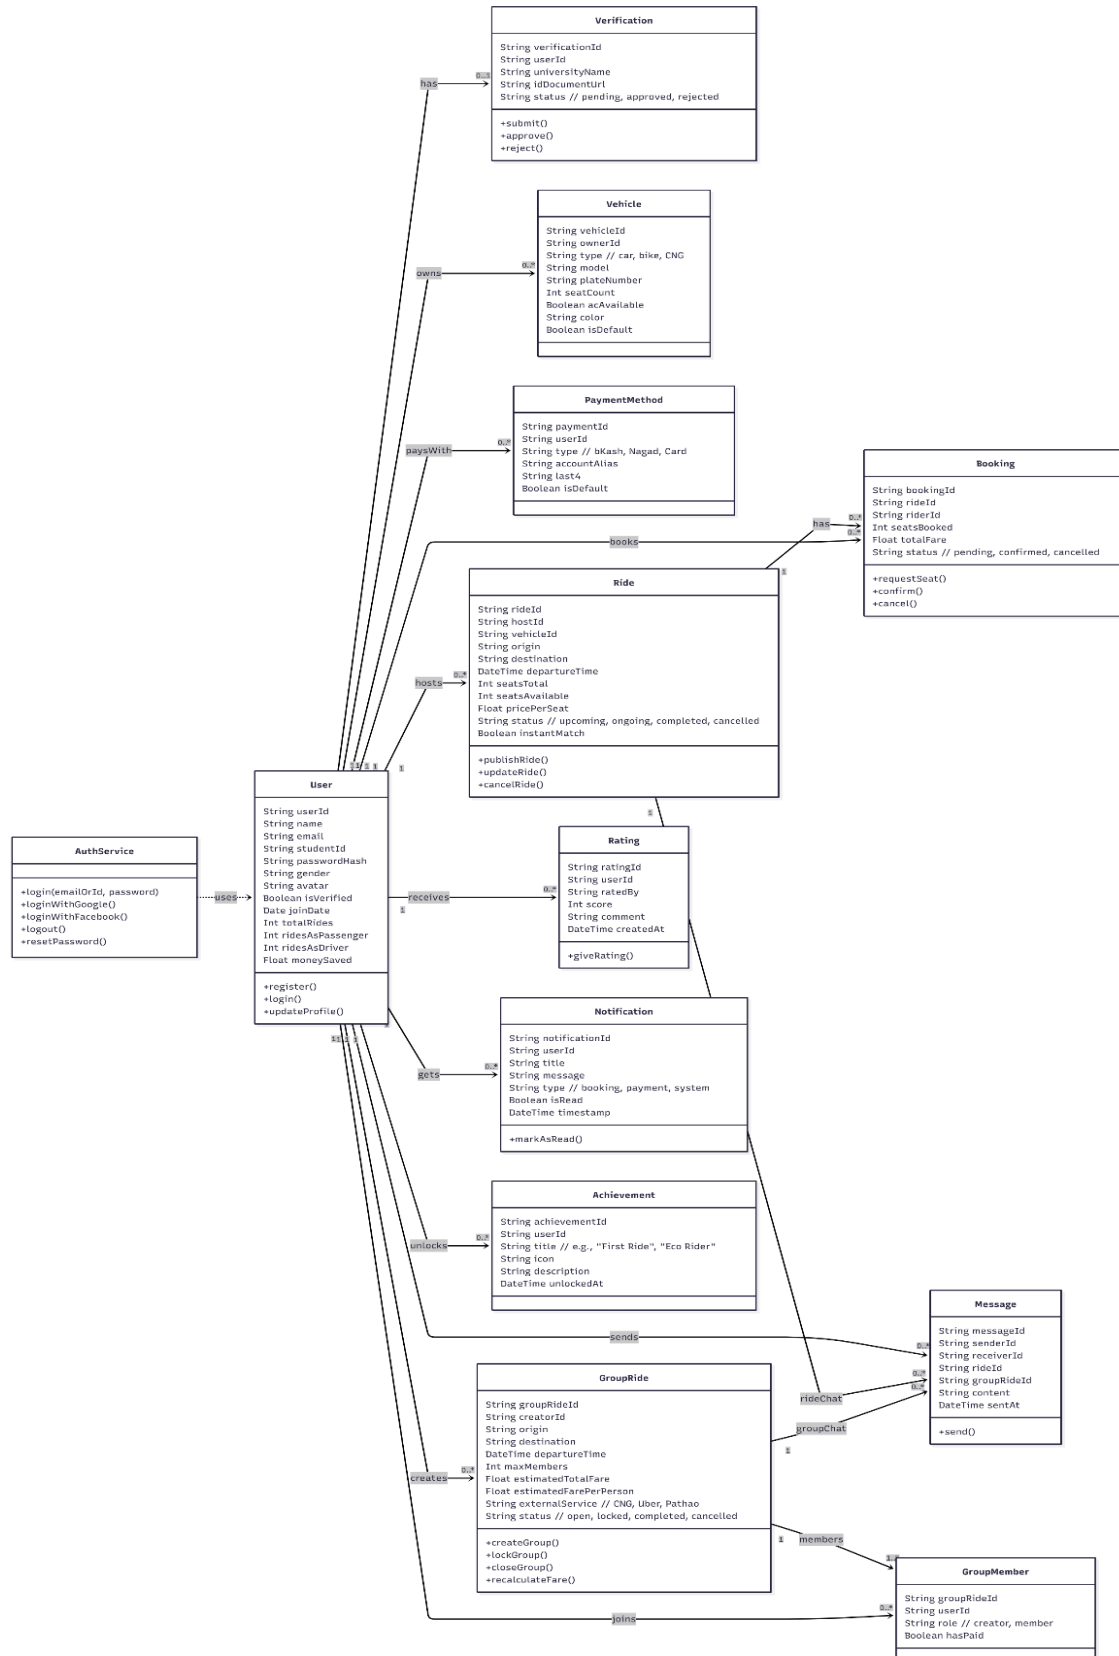 Verification
String verificationId
String userId
String universityName
String idDocumentUrl
String status // pending, approved, rejected
+submit()
+approve()
+reject()
has
0..1
Vehicle
String vehicleId
String ownerId
String type // car, bike, CNG
String model
String plateNumber
Int seatCount
Boolean acAvailable
String color
Boolean isDefault
owns
0..*
PaymentMethod
String paymentId
String userId
String type // bKash, Nagad, Card
String accountAlias
String last4
Boolean isDefault
paysWith
0..*
Booking
String bookingId
String rideId
String riderId
Int seatsBooked
Float totalFare
String status // pending, confirmed, cancelled
+requestSeat()
+confirm()
+cancel()
has
0..*
0..*
books
1
Ride
String rideId
String hostId
String vehicleId
String origin
String destination
DateTime departureTime
Int seatsTotal
Int seatsAvailable
Float pricePerSeat
String status // upcoming, ongoing, completed, cancelled
Boolean instantMatch
+publishRide()
+updateRide()
+cancelRide()
hosts
0..*
1
1
1
1
1
User
String userId
String name
String email
String studentId
String passwordHash
String gender
String avatar
Boolean isVerified
Date joinDate
Int totalRides
Int ridesAsPassenger
Int ridesAsDriver
Float moneySaved
+register()
+login()
+updateProfile()
AuthService
+login(emailOrId, password)
+loginWithGoogle()
+loginWithFacebook()
+logout()
+resetPassword()
uses
1
Rating
String ratingId
String userId
String ratedBy
Int score
String comment
DateTime createdAt
+giveRating()
receives
0..*
1
Notification
String notificationId
String userId
String title
String message
String type // booking, payment, system
Boolean isRead
DateTime timestamp
+markAsRead()
gets
0..*
1
1
1
1
1
Achievement
String achievementId
String userId
String title // e.g., "First Ride", "Eco Rider"
String icon
String description
DateTime unlockedAt
unlocks
0..*
Message
String messageId
String senderId
String receiverId
String rideId
String groupRideId
String content
DateTime sentAt
+send()
sends
0..*
rideChat
0..*
groupChat
0..*
1
GroupRide
String groupRideId
String creatorId
String origin
String destination
DateTime departureTime
Int maxMembers
Float estimatedTotalFare
Float estimatedFarePerPerson
String externalService // CNG, Uber, Pathao
String status // open, locked, completed, cancelled
+createGroup()
+lockGroup()
+closeGroup()
+recalculateFare()
creates
0..*
members
1
GroupMember
String groupRideId
String userId
String role // creator, member
Boolean hasPaid
joins
0..*